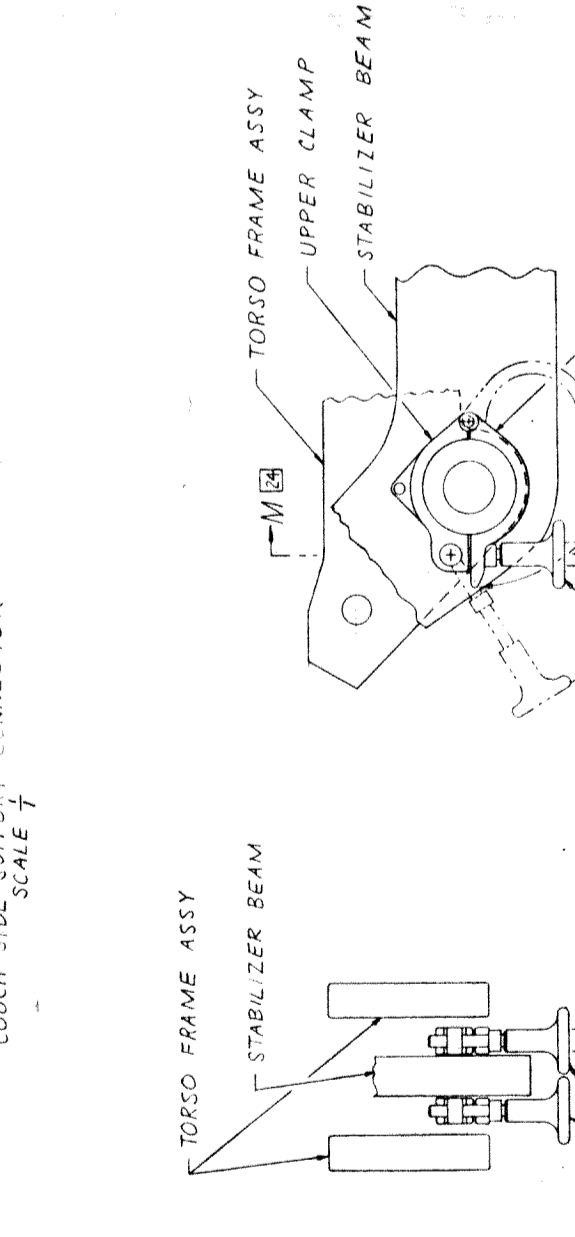 TORSO FRAME ASSY
UPPER CLAMP
STABILIZER BEAM
M 24
SCALE 1/1
TORSO FRAME ASSY
STABILIZER BEAM